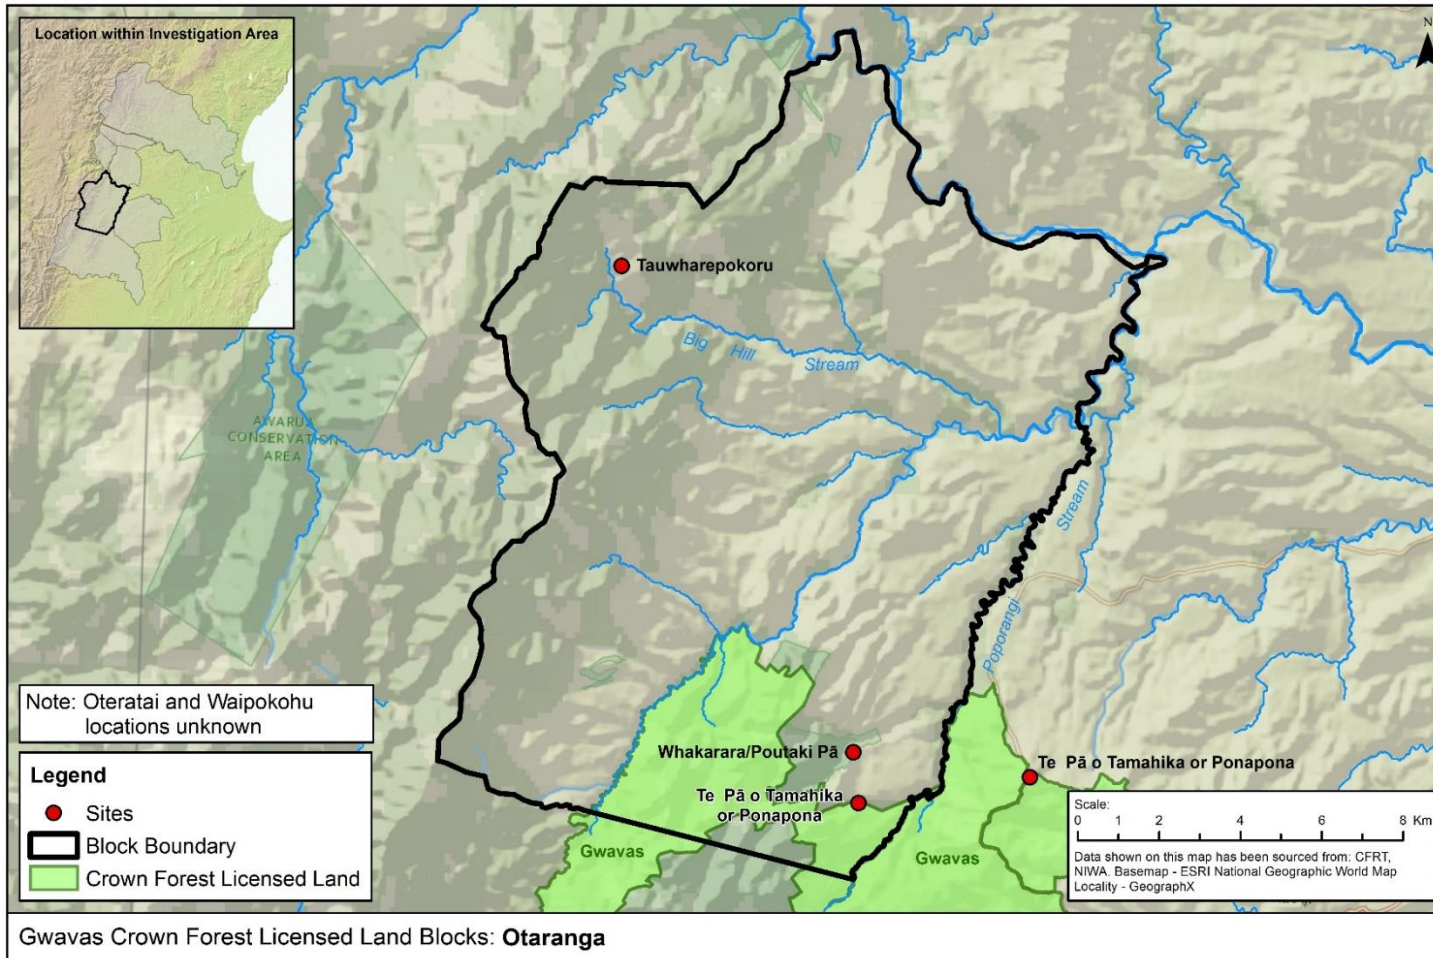 Location within Investigation Area
N
Tauwharepokoru
Big Hill Stream
AWARUA
CONSERVATION
AREA
Poporangi Stream
Note: Oteratai and Waipokohu
locations unknown
Legend
Sites
Block Boundary
Crown Forest Licensed Land
Whakarara/Poutaki Pā
Te Pā o Tamahika or Ponapona
Te Pā o Tamahika
or Ponapona
Gwavas
Gwavas
Scale:
0 1 2 4 6 8 Km
Data shown on this map has been sourced from: CFRT,
NIWA. Basemap - ESRI National Geographic World Map
Locality - GeographX
Gwavas Crown Forest Licensed Land Blocks: Otaranga